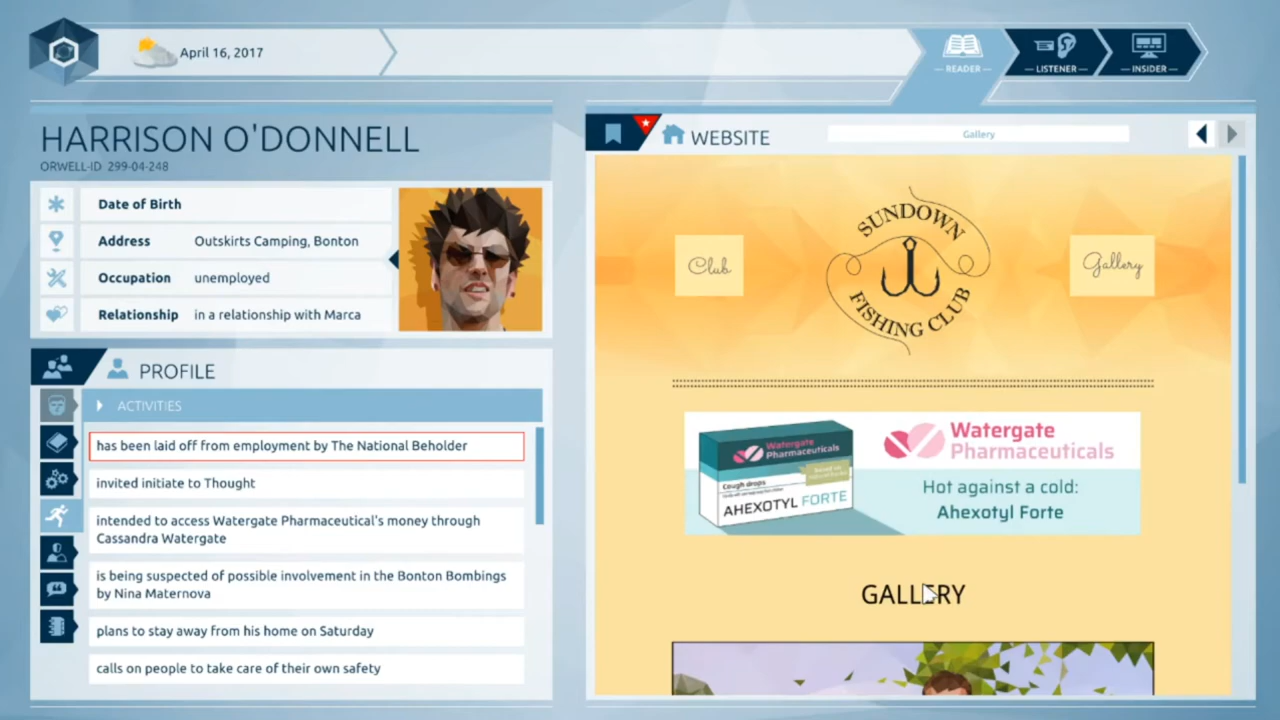 April 16, 2017
READER
LISTENER
INSIDER
HARRISON O'DONNELL
ORWELL-ID 299-04-248
Date of Birth
Address Outskirts Camping, Bonton
Occupation unemployed
Relationship in a relationship with Marca
PROFILE
ACTIVITIES
has been laid off from employment by The National Beholder
invited initiate to Thought
intended to access Watergate Pharmaceutical's money through
Cassandra Watergate
is being suspected of possible involvement in the Bonton Bombings
by Nina Maternova
plans to stay away from his home on Saturday
calls on people to take care of their own safety
WEBSITE
Gallery
Club
SUNDOWN
FISHING CLUB
Gallery
Watergate
Pharmaceuticals
Cough drops
AHEXOTYL FORTE
Watergate
Pharmaceuticals
Hot against a cold:
Ahexotyl Forte
GALLERY